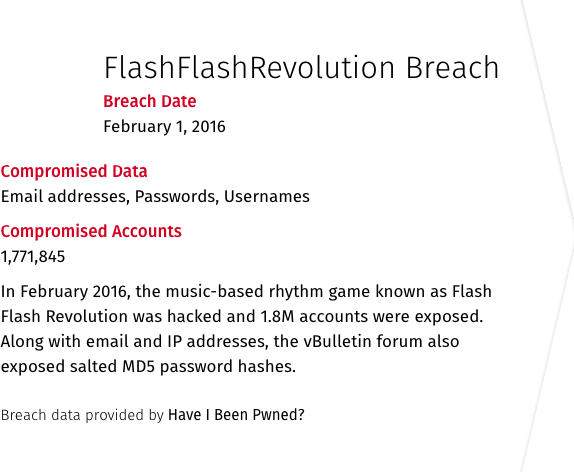 FlashFlashRevolution Breach
Breach Date
February 1, 2016
Compromised Data
Email addresses, Passwords, Usernames
Compromised Accounts
1,771,845
In February 2016, the music-based rhythm game known as Flash
Flash Revolution was hacked and 1.8M accounts were exposed.
Along with email and IP addresses, the vBulletin forum also
exposed salted MD5 password hashes.
Breach data provided by Have I Been Pwned?